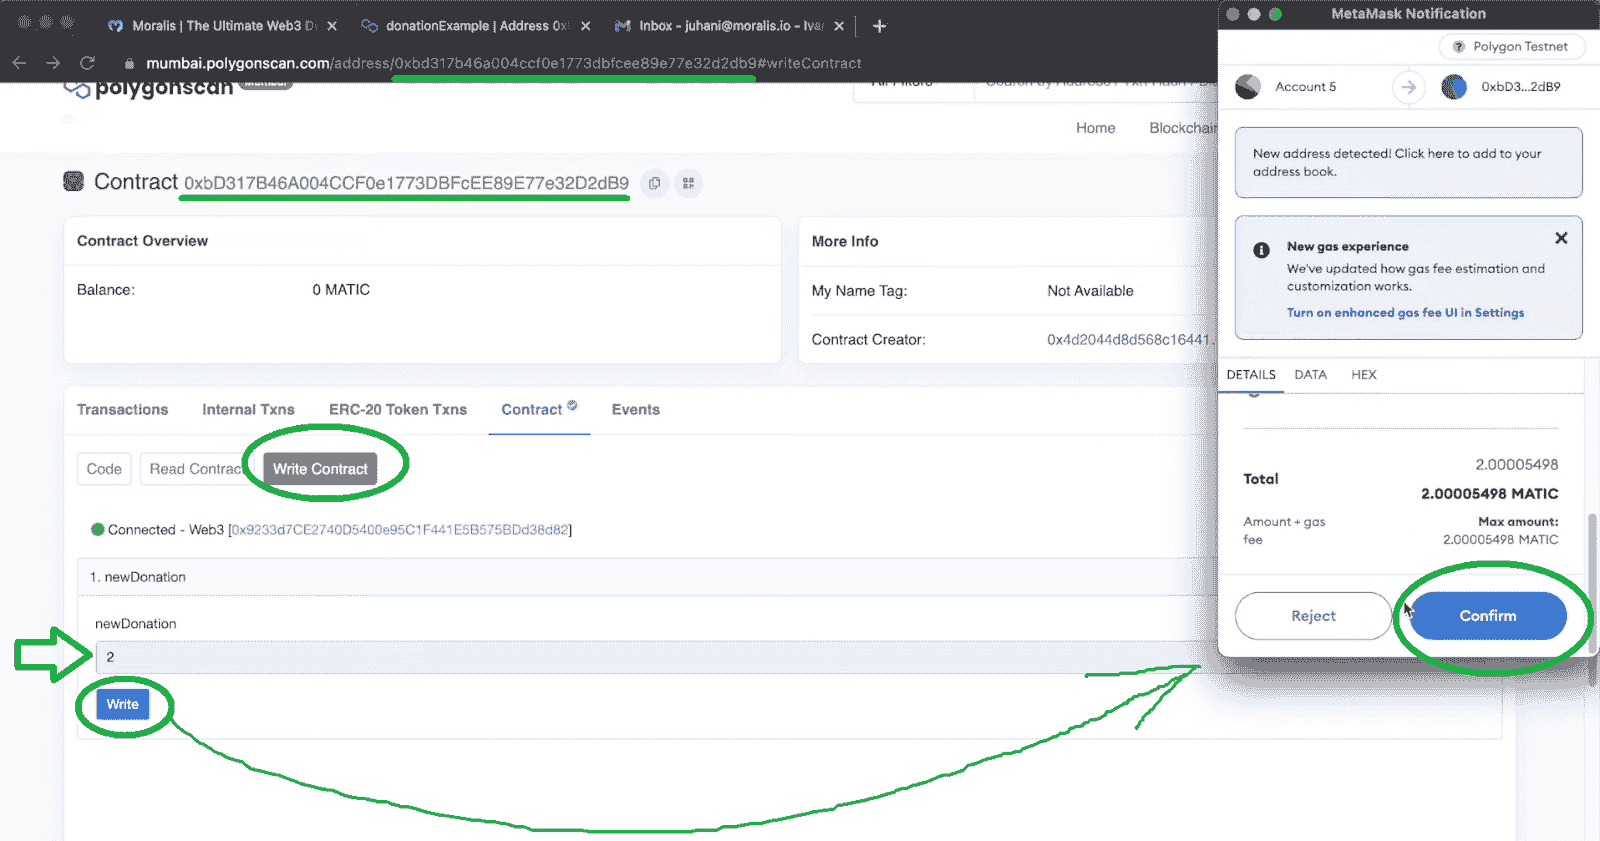 Moralis | The Ultimate Web3 D
donationExample | Address 0x
Inbox - juhani@moralis.io - Iva
mumbai.polygonscan.com/address/0xbd317b46a004ccf0e1773dbfcee89e77e32d2db9#writeContract
polygonscan
Mumbai
All Filters
Home
Blockchain
Contract 0xbD317B46A004CCF0e1773DBFcEE89E77e32D2dB9
Contract Overview
Balance:
0 MATIC
More Info
My Name Tag:
Not Available
Contract Creator:
0x4d2044d8d568c16441
Transactions
Internal Txns
ERC-20 Token Txns
Contract
Events
Code
Read Contract
Write Contract
Connected - Web3 [0x9233d7CE2740D5400e95C1F441E5B575BDd38d82]
1. newDonation
newDonation
2
Write
MetaMask Notification
Polygon Testnet
Account 5
0xbD3...2dB9
New address detected! Click here to add to your
address book.
New gas experience
We've updated how gas fee estimation and
customization works.
Turn on enhanced gas fee UI in Settings
DETAILS
DATA
HEX
2.00005498
Total
2.00005498 MATIC
Amount + gas
fee
Max amount:
2.00005498 MATIC
Reject
Confirm